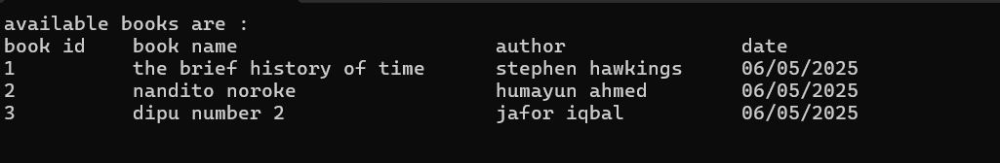 available books are :
book id    book name                      author               date
1          the brief history of time      stephen hawkings     06/05/2025
2          nandito noroke                 humayun ahmed        06/05/2025
3          dipu number 2                  jafor iqbal          06/05/2025